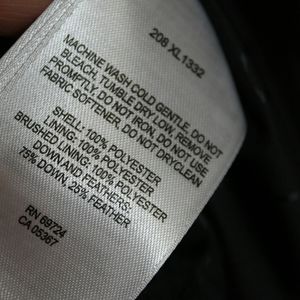 208 XL1332
MACHINE WASH COLD GENTLE, DO NOT
BLEACH, TUMBLE DRY LOW, REMOVE
PROMPTLY, DO NOT IRON, DO NOT USE
FABRIC SOFTENER, DO NOT DRYCLEAN
SHELL: 100% POLYESTER
LINING: 100% POLYESTER
BRUSHED LINING: 100% POLYESTER
DOWN AND FEATHERS:
75% DOWN, 25% FEATHER
RN 69724
CA 05367